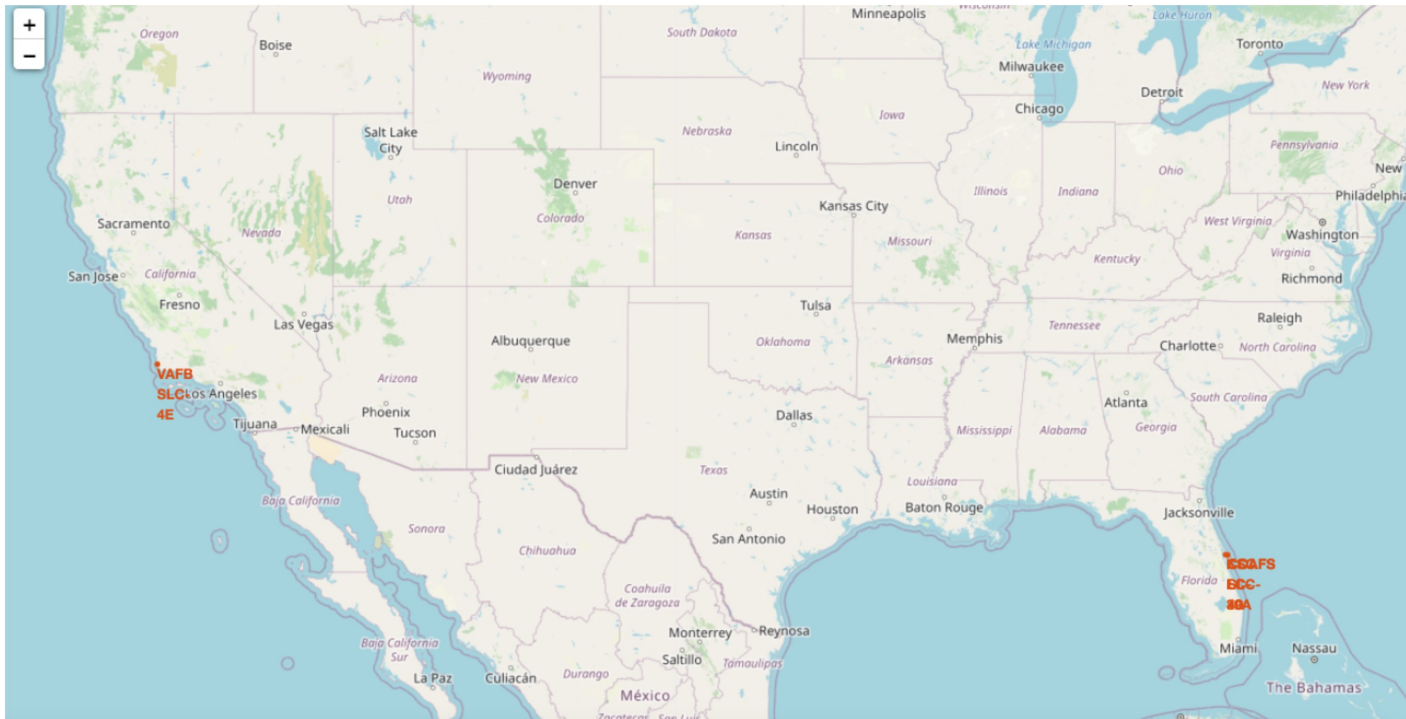 +
−
Oregon
Boise
Wyoming
South Dakota
Minneapolis
Wisconsin
Lake Michigan
Lake Huron
Toronto
Milwaukee
Chicago
Detroit
New York
Salt Lake
City
Nebraska
Iowa
Lincoln
Illinois
Indiana
Ohio
Pennsylvania
New
Philadelphia
Utah
Denver
Colorado
Kansas City
Kansas
Missouri
Sacramento
Nevada
West Virginia
Washington
Virginia
Richmond
San Jose
California
Fresno
Las Vegas
Kentucky
Tulsa
Oklahoma
Albuquerque
New Mexico
Arizona
Memphis
Tennessee
Arkansas
Raleigh
Charlotte
North Carolina
South Carolina
VAFB
SLC-
4E
Los Angeles
Tijuana
Mexicali
Phoenix
Tucson
Dallas
Atlanta
Georgia
Mississippi
Alabama
Ciudad Juárez
Texas
Louisiana
Baja California
Sonora
Chihuahua
Austin
Houston
San Antonio
Baton Rouge
Jacksonville
Florida
Coahuila
de Zaragoza
Monterrey
Reynosa
Saltillo
Tamaulipas
Baja California
Sur
La Paz
Culiacán
Durango
México
Zacatecas
San Luis
Miami
Nassau
The Bahamas